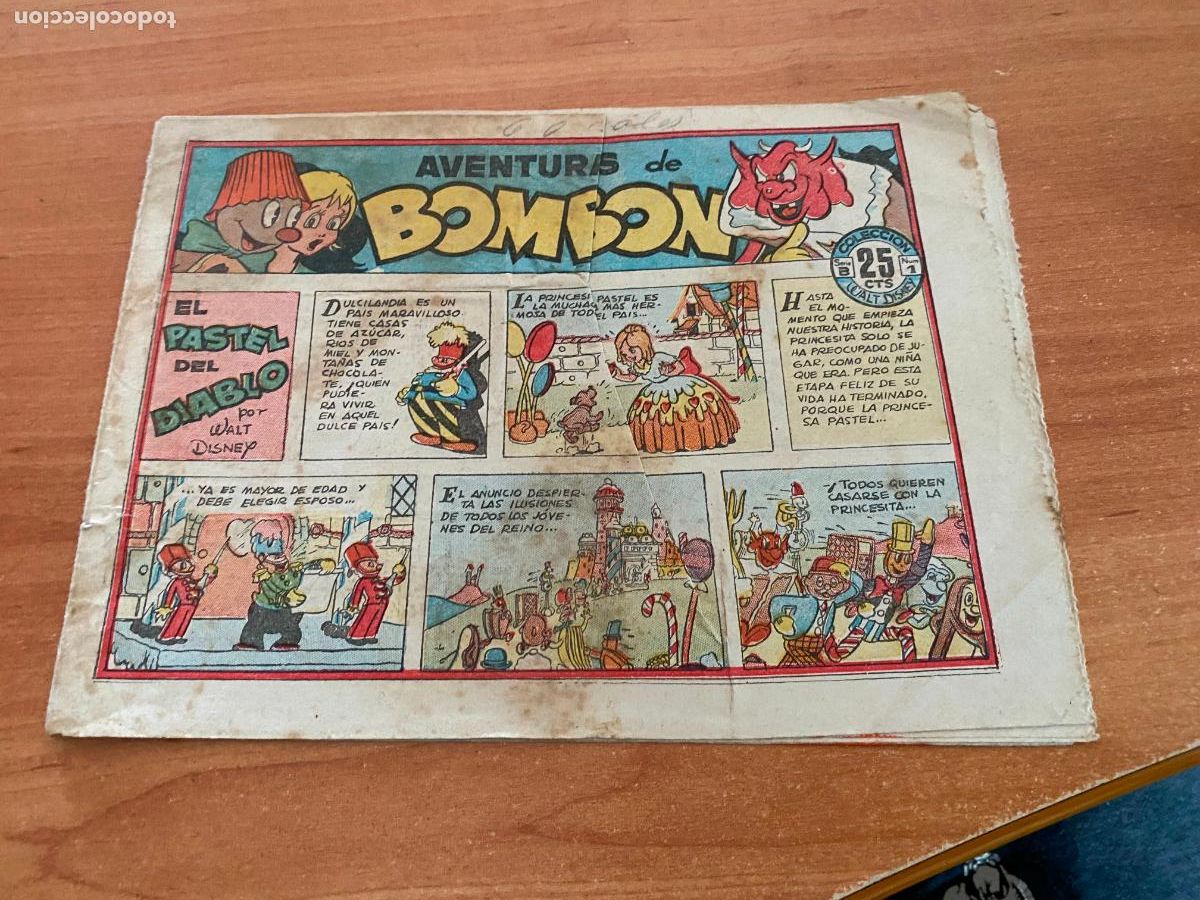 todocoleccion
AVENTURAS de
BOMBON
COLECCION
Serie B 25 CTS Num 1
WALT DISNEY
EL
PASTEL
DEL
DIABLO
por
WALT
DISNEY
DULCILANDIA ES UN
PAIS MARAVILLOSO.
TIENE CASAS
DE AZÚCAR,
RIOS DE
MIEL Y MON-
TAÑAS DE
CHOCOLA-
TE, ¡QUIEN
PUDIE-
RA VIVIR
EN AQUEL
DULCE PAIS!
LA PRINCESI PASTEL ES
LA MUCHAC MAS HER-
MOSA DE TOD EL PAIS...
HASTA
EL MO-
MENTO QUE EMPIEZA
NUESTRA HISTORIA, LA
PRINCESITA SOLO SE
HA PREOCUPADO DE JU-
GAR, COMO UNA NIÑA
QUE ERA. PERO ESTA
ETAPA FELIZ DE SU
VIDA HA TERMINADO,
PORQUE LA PRINCE-
SA PASTEL...
...YA ES MAYOR DE EDAD Y
DEBE ELEGIR ESPOSO...
EL ANUNCIO DESPIER-
TA LAS ILUSIONES
DE TODOS LOS JÓVE-
NES DEL REINO...
¡TODOS QUIEREN
CASARSE CON LA
PRINCESITA...